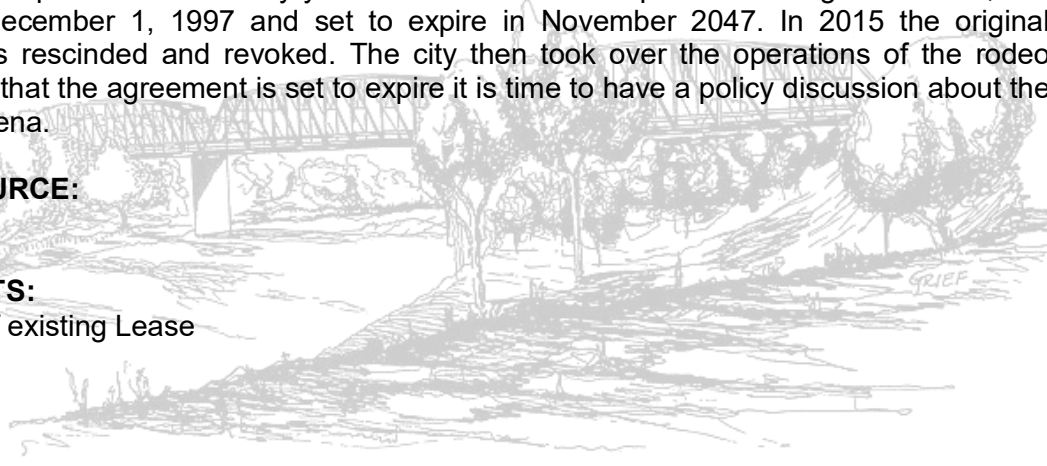 ecember 1, 1997 and set to expire in November 2047. In 2015 the original
s rescinded and revoked. The city then took over the operations of the rodeo
that the agreement is set to expire it is time to have a policy discussion about the
ena.
URCE:
TS:
existing Lease
GRIEF